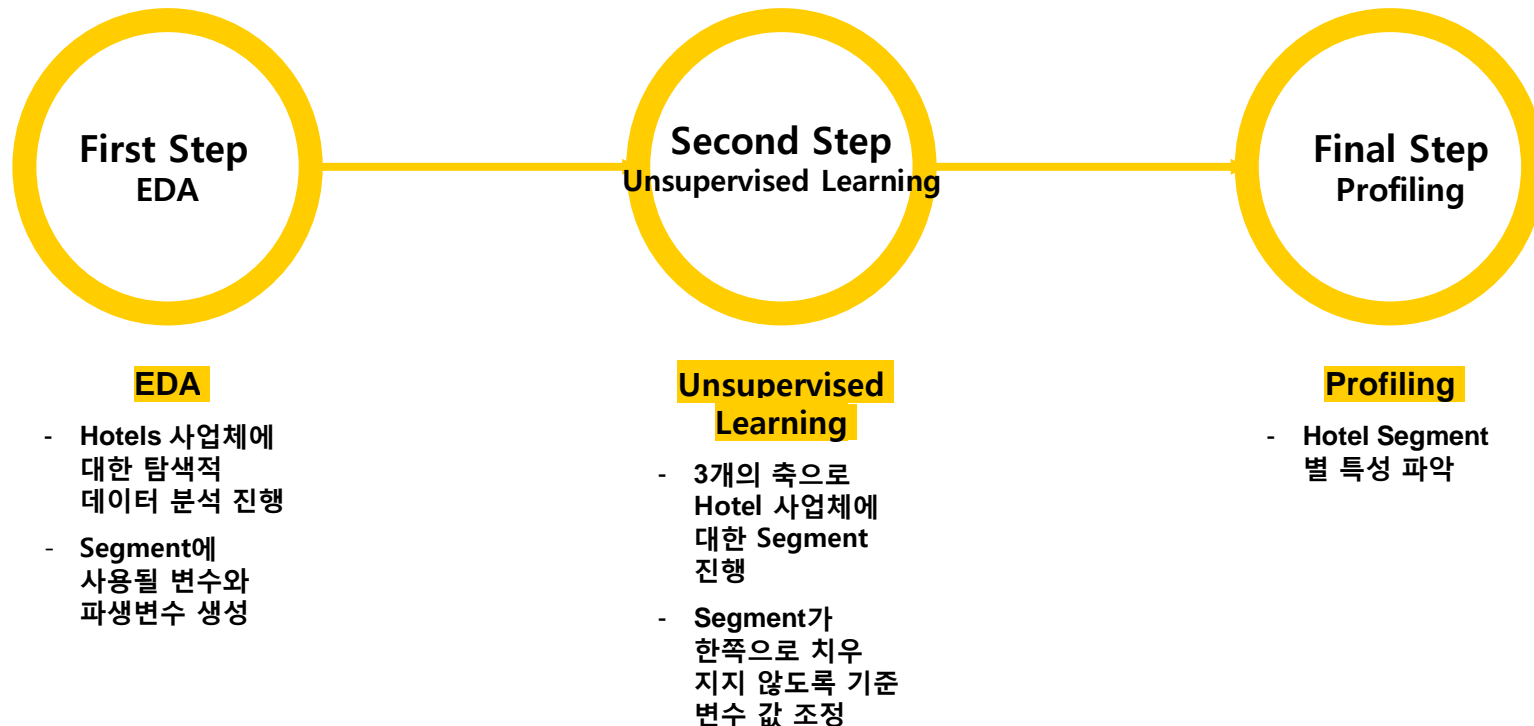 First Step
EDA
Second Step
Unsupervised Learning
Final Step
Profiling
EDA
- Hotels 사업체에
대한 탐색적
데이터 분석 진행
- Segment에
사용될 변수와
파생변수 생성
Unsupervised
Learning
- 3개의 축으로
Hotel 사업체에
대한 Segment
진행
- Segment가
한쪽으로 치우
지지 않도록 기준
변수 값 조정
Profiling
- Hotel Segment
별 특성 파악